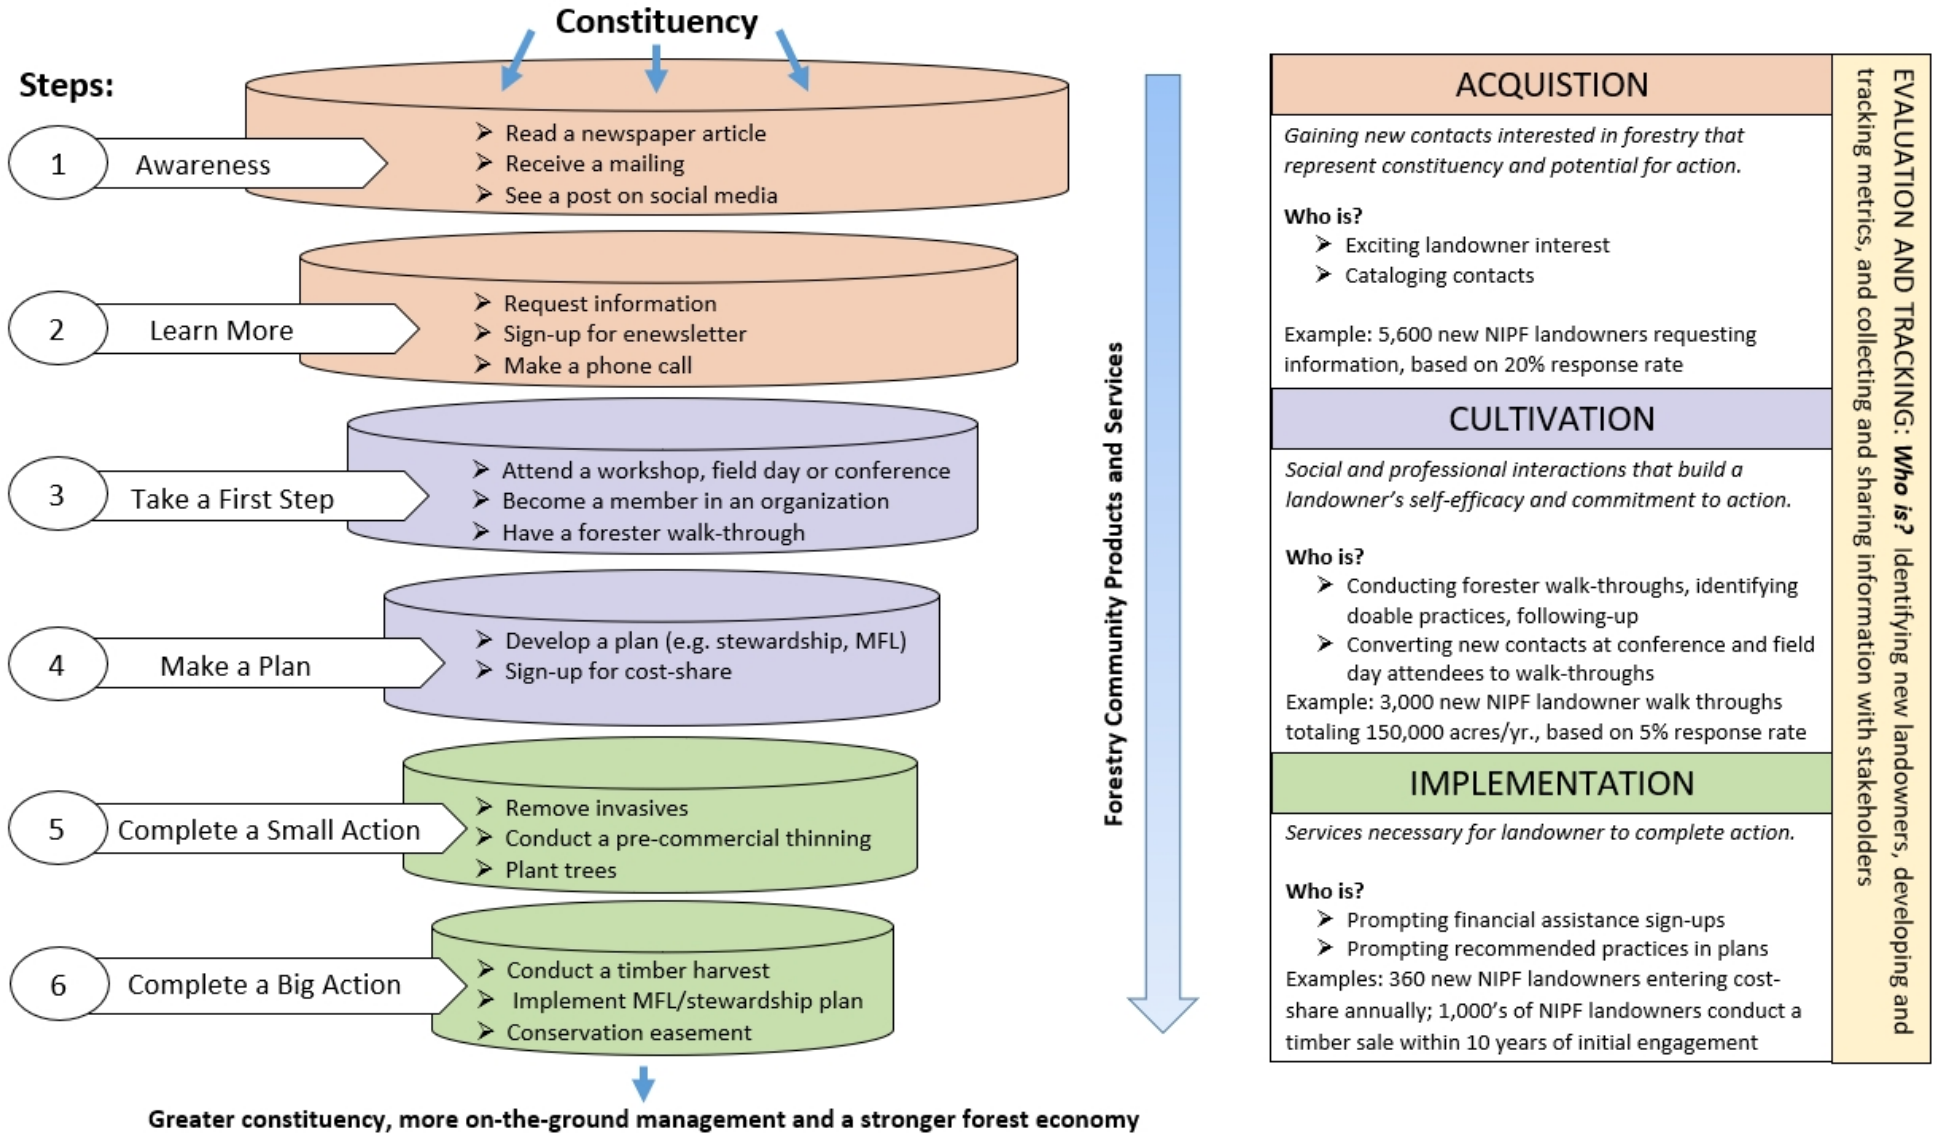 Constituency
Steps:
1
Awareness
➢ Read a newspaper article
➢ Receive a mailing
➢ See a post on social media
2
Learn More
➢ Request information
➢ Sign-up for enewsletter
➢ Make a phone call
3
Take a First Step
➢ Attend a workshop, field day or conference
➢ Become a member in an organization
➢ Have a forester walk-through
4
Make a Plan
➢ Develop a plan (e.g. stewardship, MFL)
➢ Sign-up for cost-share
5
Complete a Small Action
➢ Remove invasives
➢ Conduct a pre-commercial thinning
➢ Plant trees
6
Complete a Big Action
➢ Conduct a timber harvest
➢ Implement MFL/stewardship plan
➢ Conservation easement
Greater constituency, more on-the-ground management and a stronger forest economy
Forestry Community Products and Services
ACQUISTION
Gaining new contacts interested in forestry that
represent constituency and potential for action.
Who is?
➢ Exciting landowner interest
➢ Cataloging contacts
Example: 5,600 new NIPF landowners requesting
information, based on 20% response rate
CULTIVATION
Social and professional interactions that build a
landowner's self-efficacy and commitment to action.
Who is?
➢ Conducting forester walk-throughs, identifying
doable practices, following-up
➢ Converting new contacts at conference and field
day attendees to walk-throughs
Example: 3,000 new NIPF landowner walk throughs
totaling 150,000 acres/yr., based on 5% response rate
IMPLEMENTATION
Services necessary for landowner to complete action.
Who is?
➢ Prompting financial assistance sign-ups
➢ Prompting recommended practices in plans
Examples: 360 new NIPF landowners entering cost-
share annually; 1,000's of NIPF landowners conduct a
timber sale within 10 years of initial engagement
EVALUATION AND TRACKING: Who is? Identifying new landowners, developing and
tracking metrics, and collecting and sharing information with stakeholders